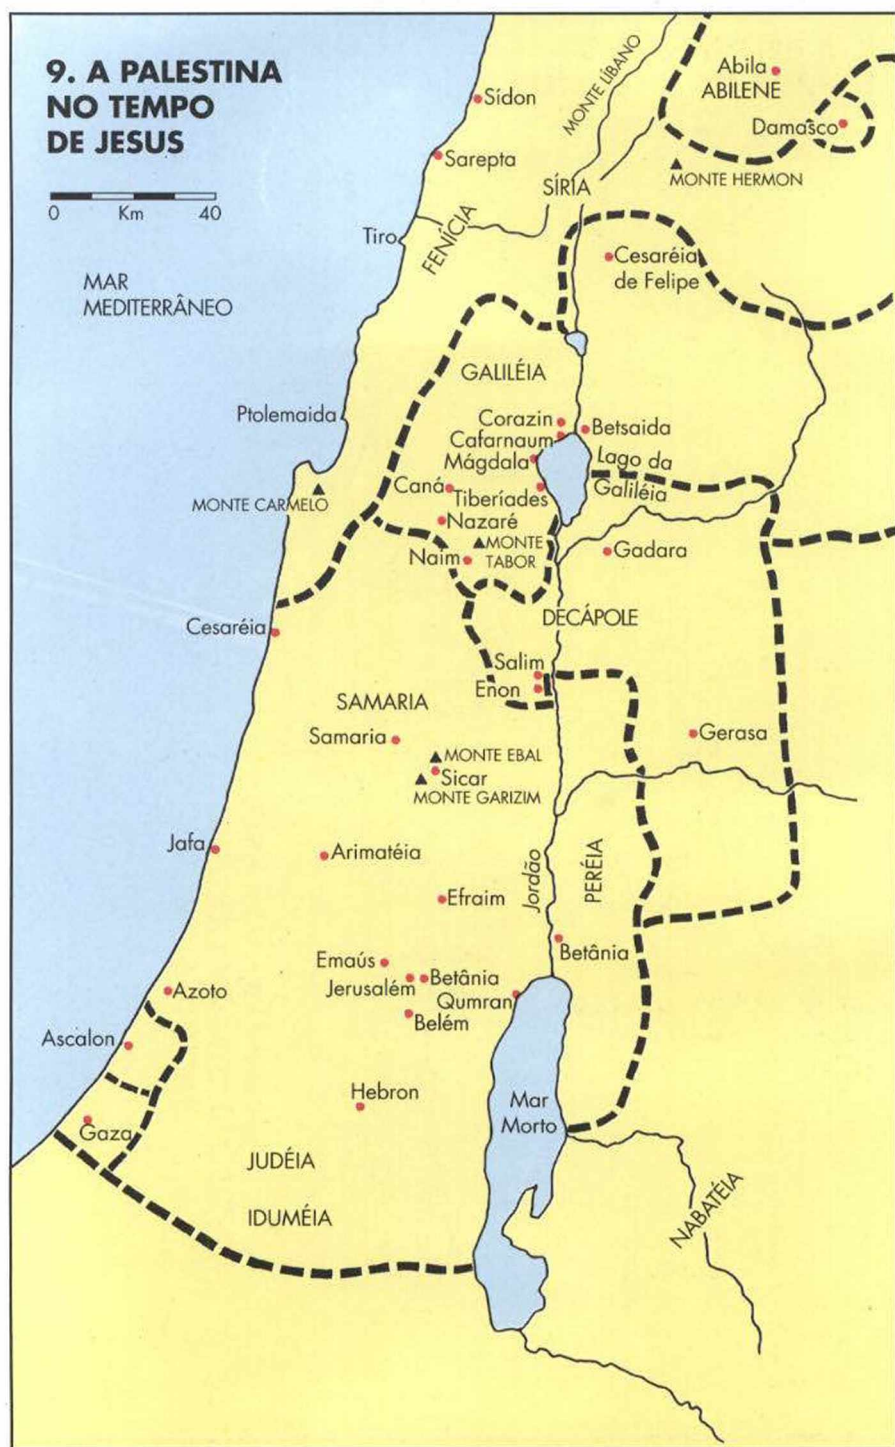 9. A PALESTINA
NO TEMPO
DE JESUS
0 Km 40
MAR
MEDITERRÂNEO
Sídon
Sarepta
Tiro
FENÍCIA
MONTE LÍBANO
SÍRIA
Abila
ABILENE
Damasco
MONTE HERMON
Cesaréia
de Felipe
GALILÉIA
Ptolemaida
Corazin
Cafarnaum
Mágdala
Betsaida
Lago da
Galiléia
MONTE CARMELO
Caná
Tiberíades
Nazaré
MONTE
TABOR
Naim
Gadara
Cesaréia
DECÁPOLE
Salim
Enon
SAMARIA
Samaria
MONTE EBAL
Sicar
MONTE GARIZIM
Gerasa
Jafa
Arimatéia
Jordão
PERÉIA
Efraim
Betânia
Emaús
Jerusalém
Betânia
Qumran
Belém
Azoto
Ascalon
Hebron
Gaza
Mar
Morto
JUDÉIA
IDUMÉIA
NABATÉIA